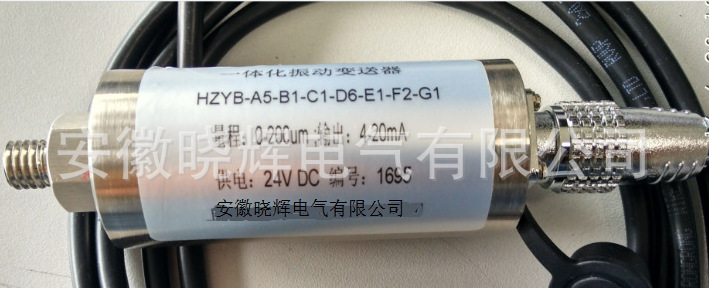 一体化振动变送器
HZYB-A5-B1-C1-D6-E1-F2-G1
量程: 0-200um 输出: 4-20mA
安徽晓辉电气有限公司
供电: 24V DC 编号: 1695
安徽晓辉电气有限公司